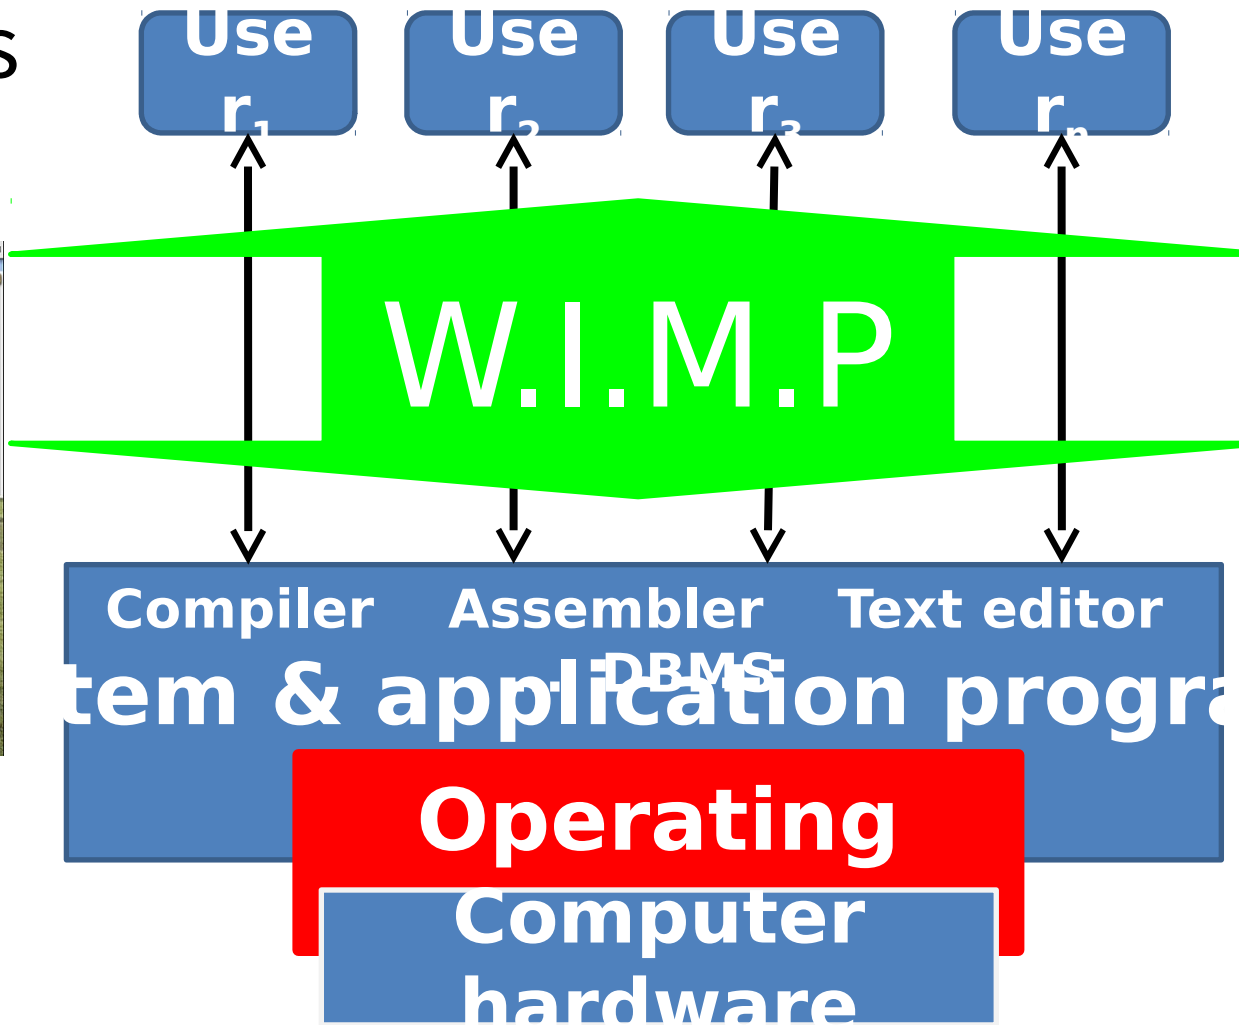 s
Use Use Use Use
r1 r2 r3 rn
W.I.M.P
Compiler Assembler Text editor
.. DBMS
tem & application progra
Operating
Computer
hardware